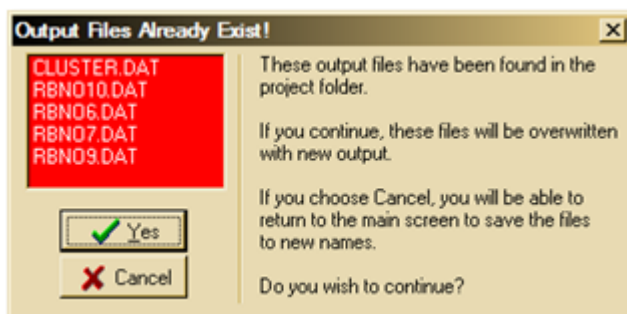 Output Files Already Exist!
CLUSTER.DAT
RBNO10.DAT
RBNO6.DAT
RBNO7.DAT
RBNO9.DAT
Yes
Cancel
These output files have been found in the
project folder.
If you continue, these files will be overwritten
with new output.
If you choose Cancel, you will be able to
return to the main screen to save the files
to new names.
Do you wish to continue?